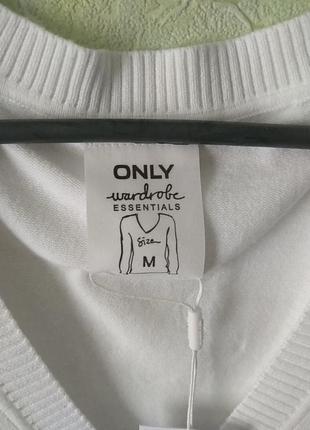 ONLY
wardrobe
ESSENTIALS
Size
M